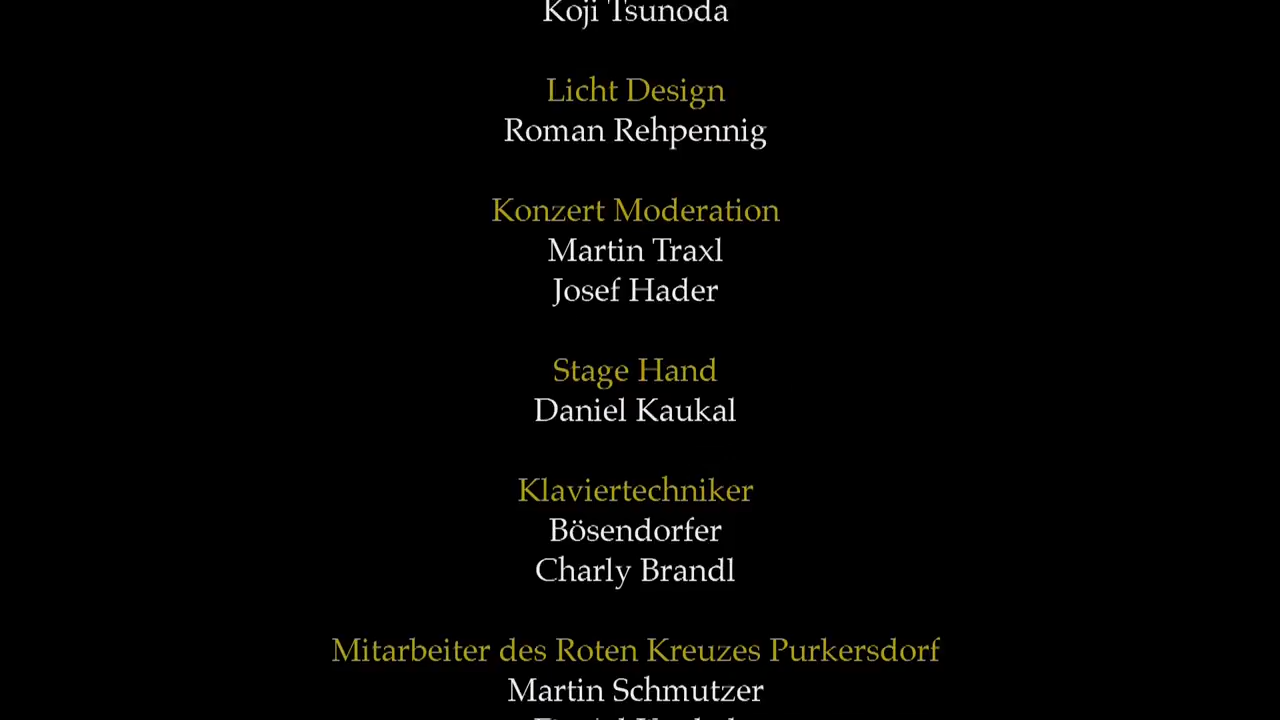 Koji Tsunoda
Licht Design
Roman Rehpennig
Konzert Moderation
Martin Traxl
Josef Hader
Stage Hand
Daniel Kaukal
Klaviertechniker
Bösendorfer
Charly Brandl
Mitarbeiter des Roten Kreuzes Purkersdorf
Martin Schmutzer